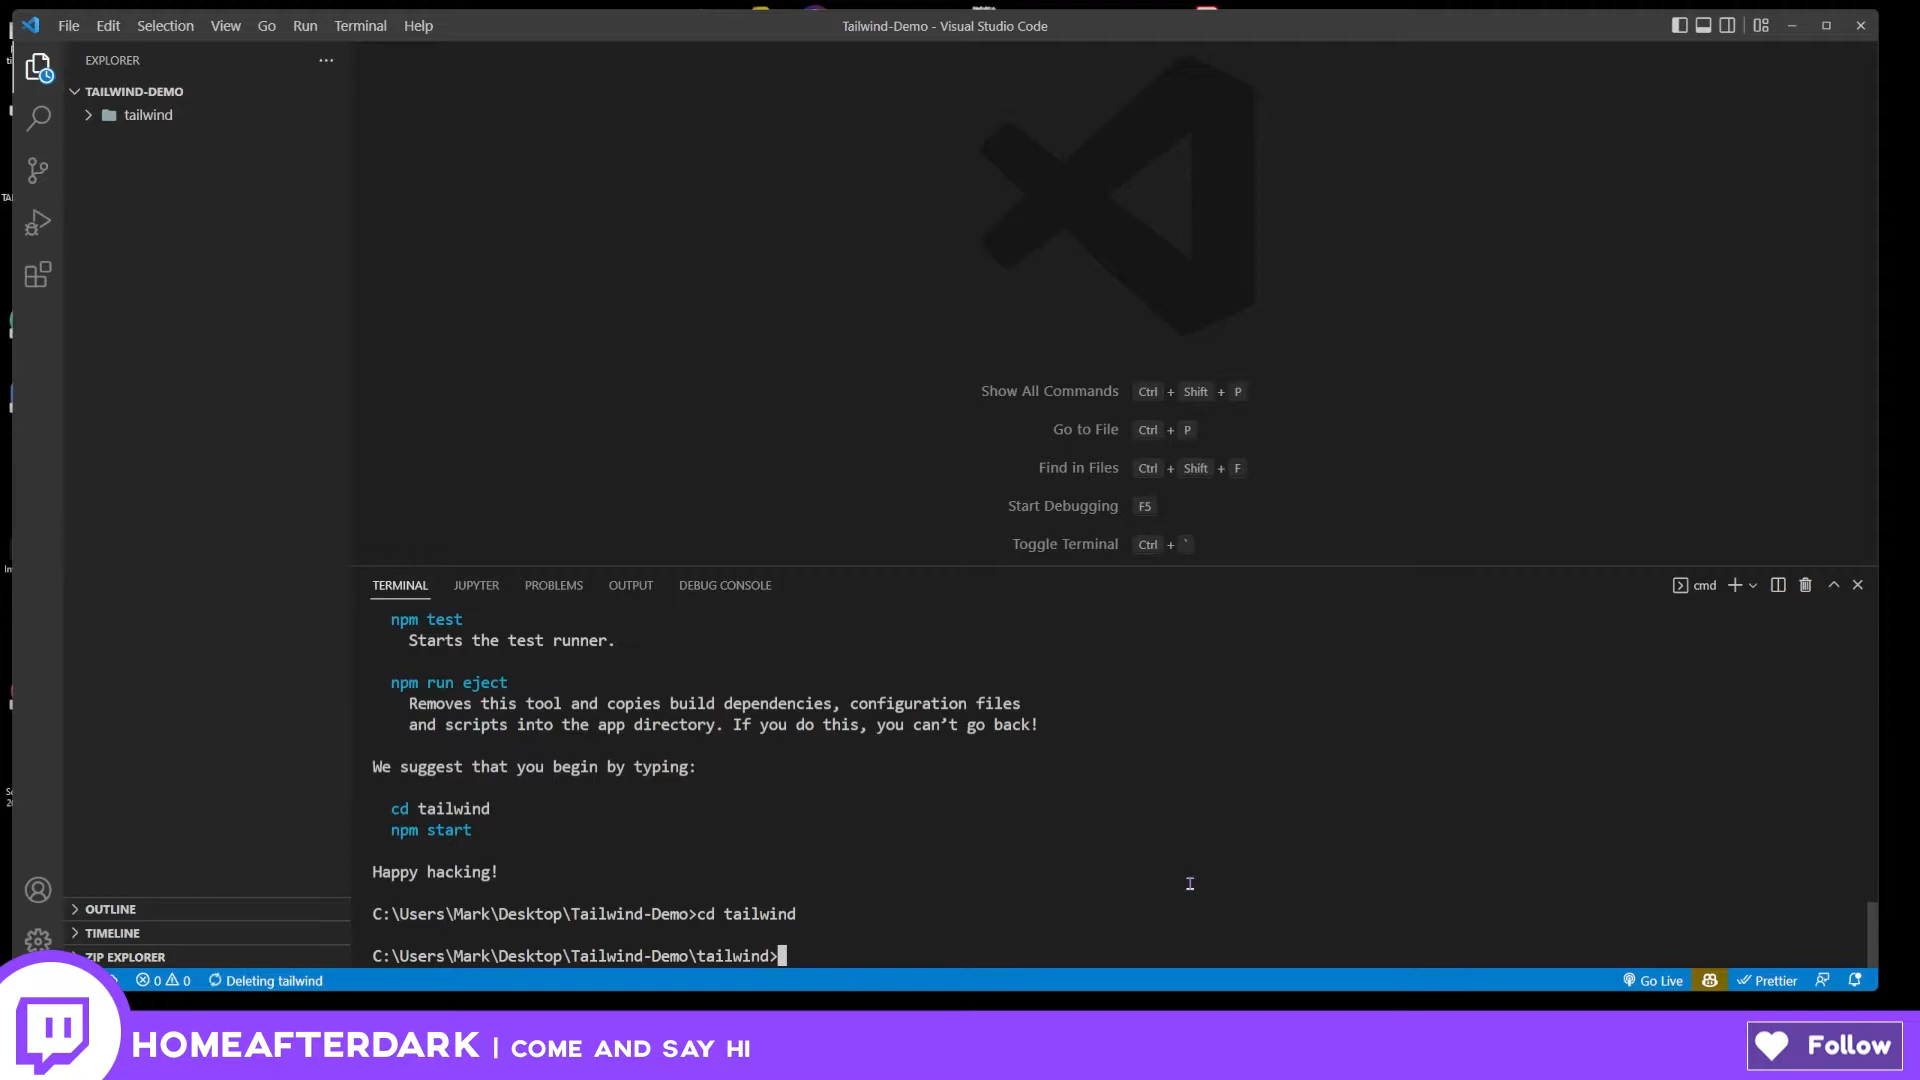 File Edit Selection View Go Run Terminal Help
Tailwind-Demo - Visual Studio Code
EXPLORER
TAILWIND-DEMO
tailwind
Show All Commands Ctrl + Shift + P
Go to File Ctrl + P
Find in Files Ctrl + Shift + F
Start Debugging F5
Toggle Terminal Ctrl + `
TERMINAL JUPYTER PROBLEMS OUTPUT DEBUG CONSOLE
cmd
npm test
Starts the test runner.
npm run eject
Removes this tool and copies build dependencies, configuration files
and scripts into the app directory. If you do this, you can’t go back!
We suggest that you begin by typing:
cd tailwind
npm start
Happy hacking!
C:\Users\Mark\Desktop\Tailwind-Demo>cd tailwind
C:\Users\Mark\Desktop\Tailwind-Demo\tailwind>
OUTLINE
TIMELINE
ZIP EXPLORER
0 0 Deleting tailwind
Go Live Prettier
HOMEAFTERDARK | COME AND SAY HI
Follow